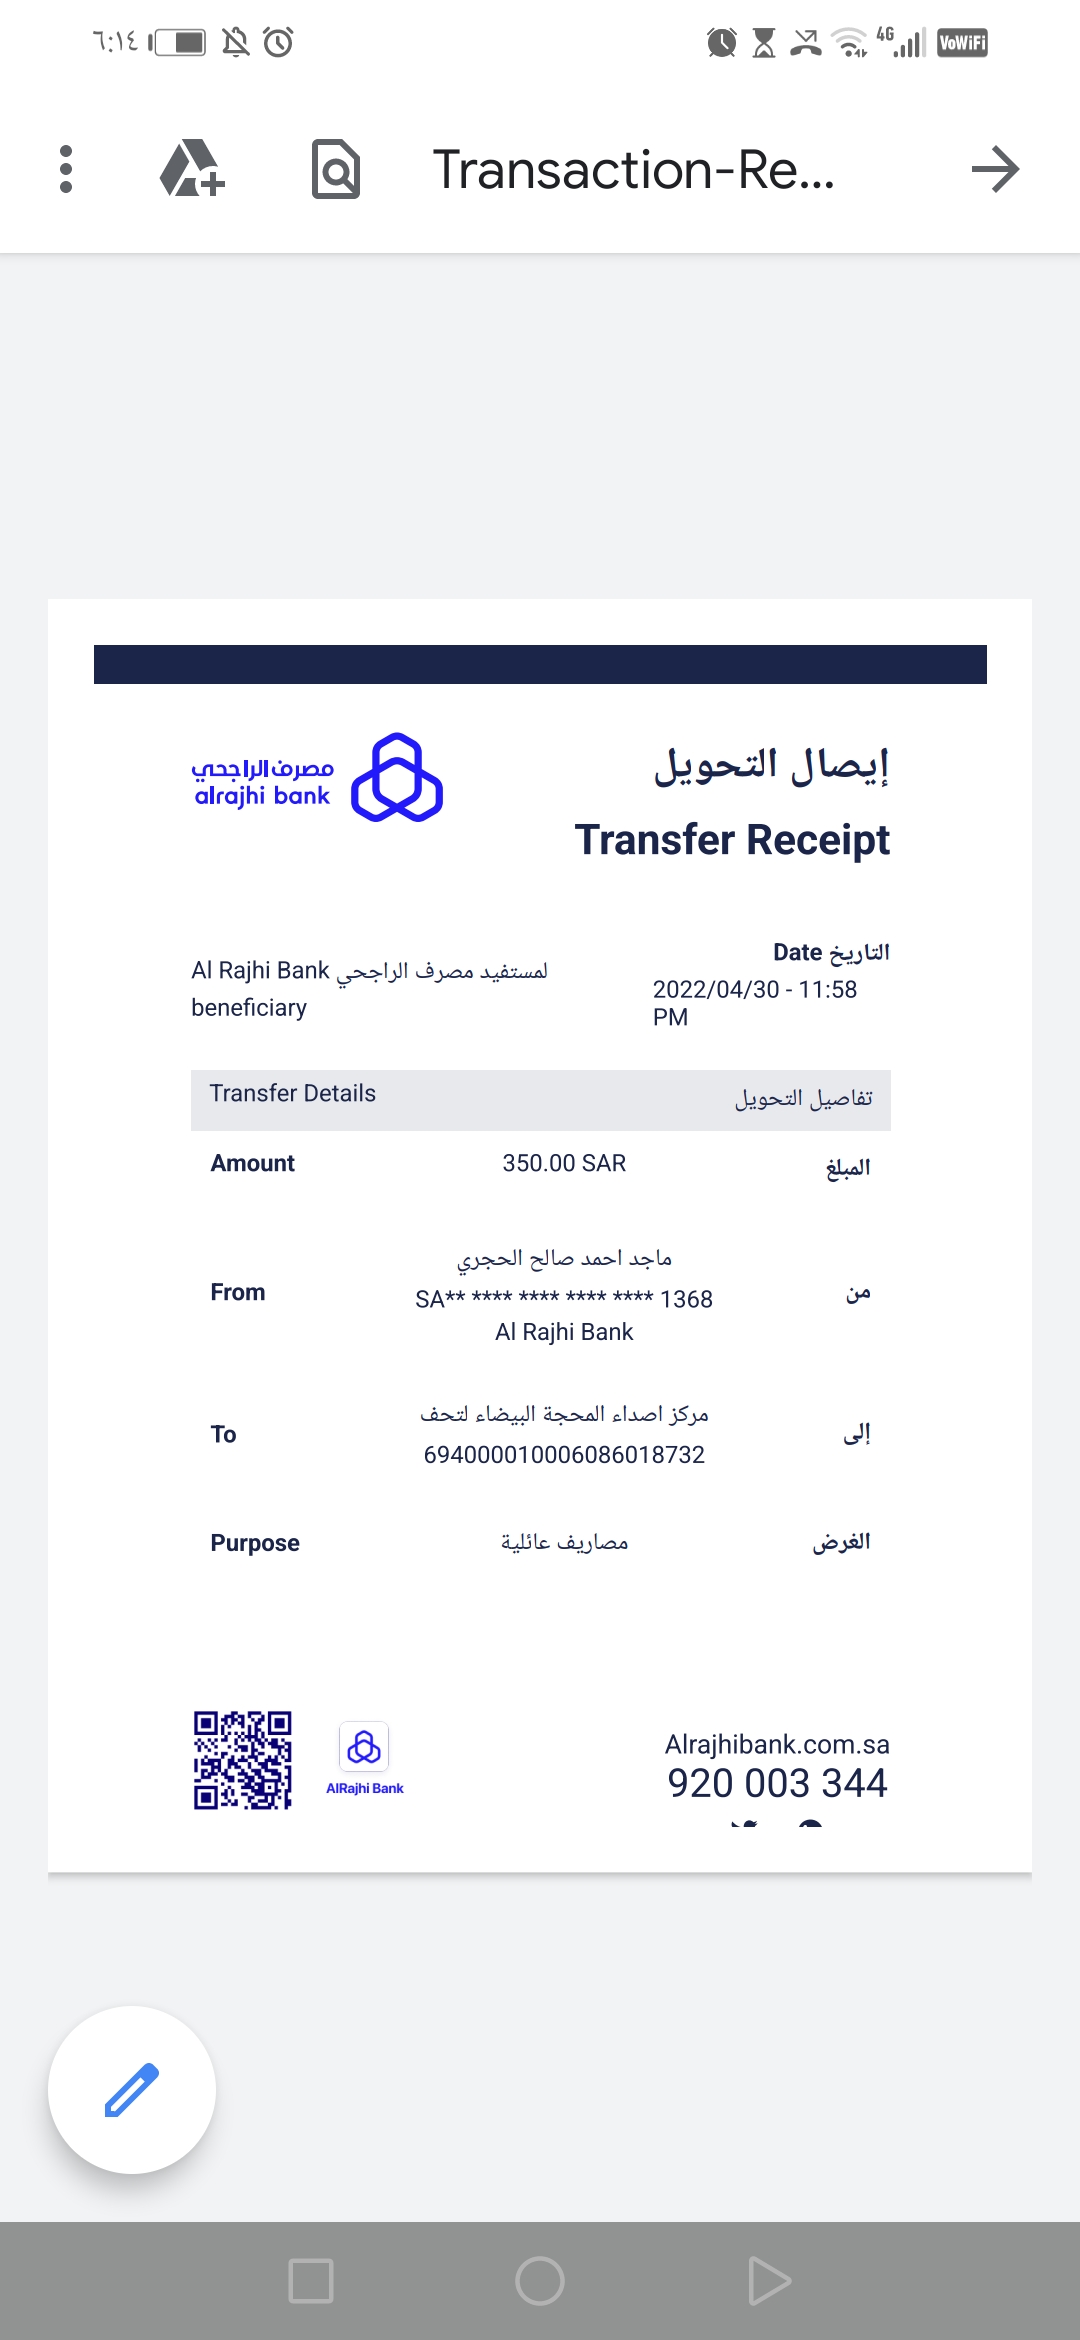 ٦:١٤
4G
VoWiFi
Transaction-Re...
مصرف الراجحي
alrajhi bank
إيصال التحويل
Transfer Receipt
Al Rajhi Bank لمستفيد مصرف الراجحي
beneficiary
التاريخ Date
2022/04/30 - 11:58
PM
Transfer Details تفاصيل التحويل
Amount 350.00 SAR المبلغ
ماجد احمد صالح الحجري
From SA** **** **** **** **** 1368 من
Al Rajhi Bank
مركز اصداء المحجة البيضاء لتحف
To 694000010006086018732 إلى
Purpose مصاريف عائلية الغرض
AlRajhi Bank
Alrajhibank.com.sa
920 003 344